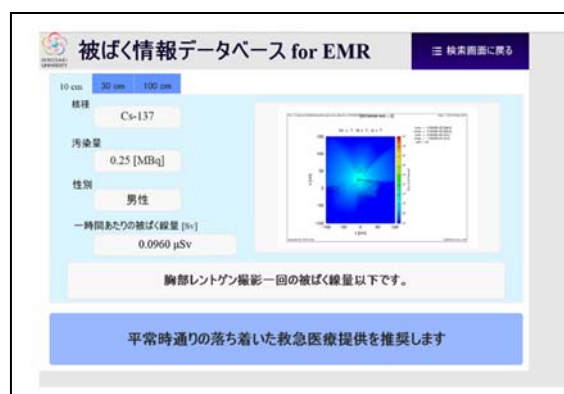 被ばく情報データベース for EMR
☰ 検索画面に戻る
HIROSAKI
UNIVERSITY
10 cm 30 cm 100 cm
核種
Cs-137
汚染量
0.25 [MBq]
性別
男性
一時間あたりの被ばく線量 [Sv]
0.0960 μSv
胸部レントゲン撮影一回の被ばく線量以下です。
平常時通りの落ち着いた救急医療提供を推奨します